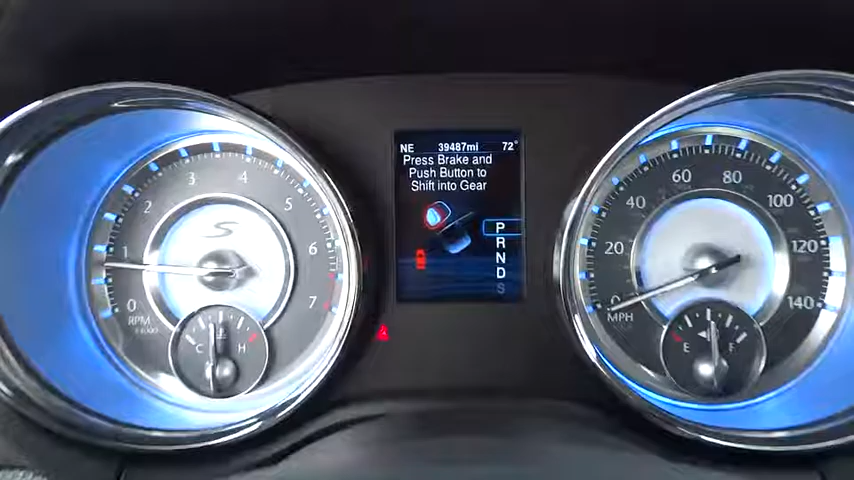 NE 39487mi 72°
Press Brake and
Push Button to
Shift into Gear
P
R
N
D
S
0 1 2 3 4 5 6 7
RPM
S
C H
0 20 40 60 80 100 120 140
MPH
E F